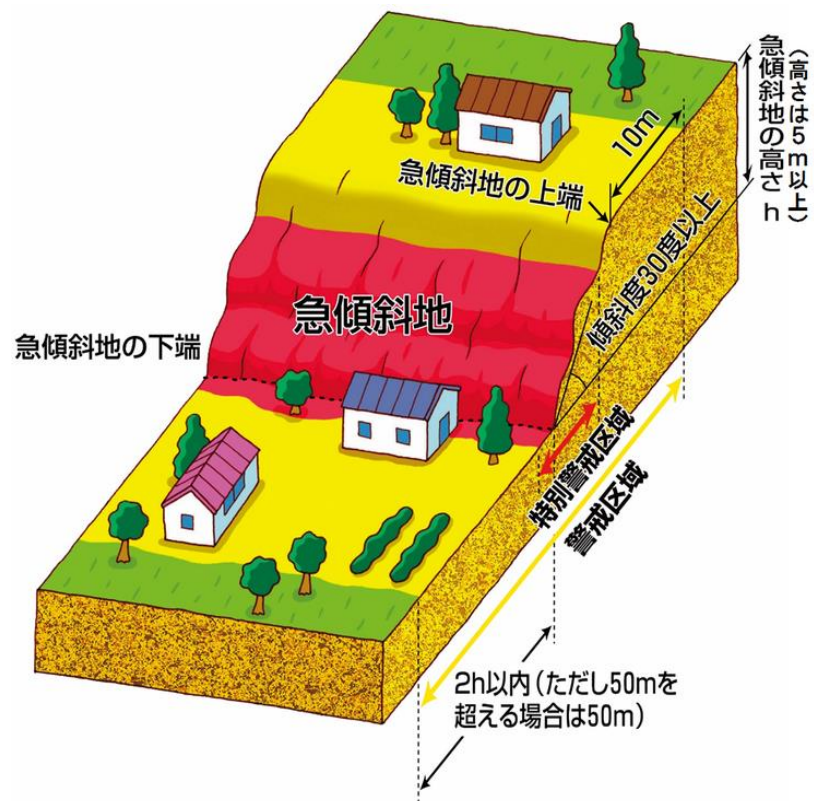 急傾斜地の高さ h
（高さは5m以上）
10m
急傾斜地の上端
傾斜度30度以上
急傾斜地
急傾斜地の下端
特別警戒区域
警戒区域
2h以内（ただし50mを
超える場合は50m）